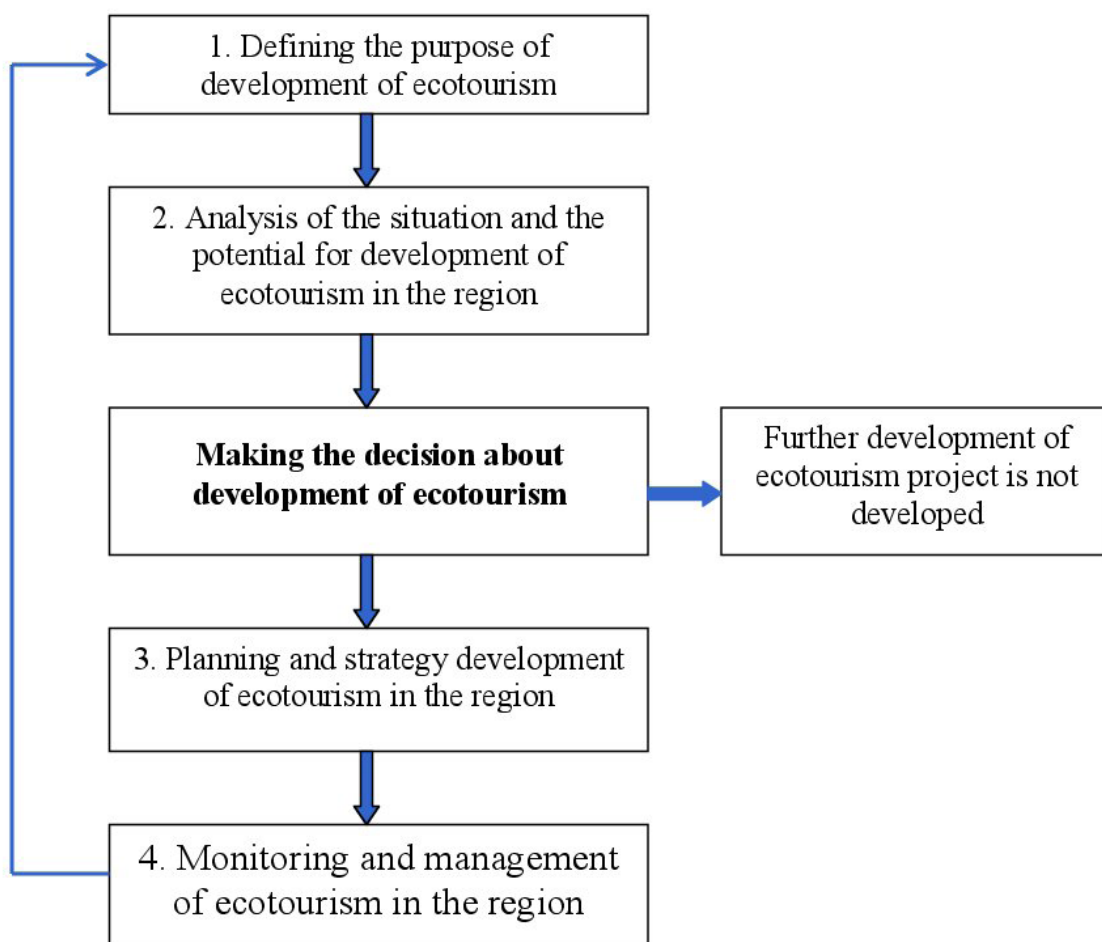 1. Defining the purpose of
development of ecotourism
2. Analysis of the situation and the
potential for development of
ecotourism in the region
Making the decision about
development of ecotourism
Further development of
ecotourism project is not
developed
3. Planning and strategy development
of ecotourism in the region
4. Monitoring and management
of ecotourism in the region